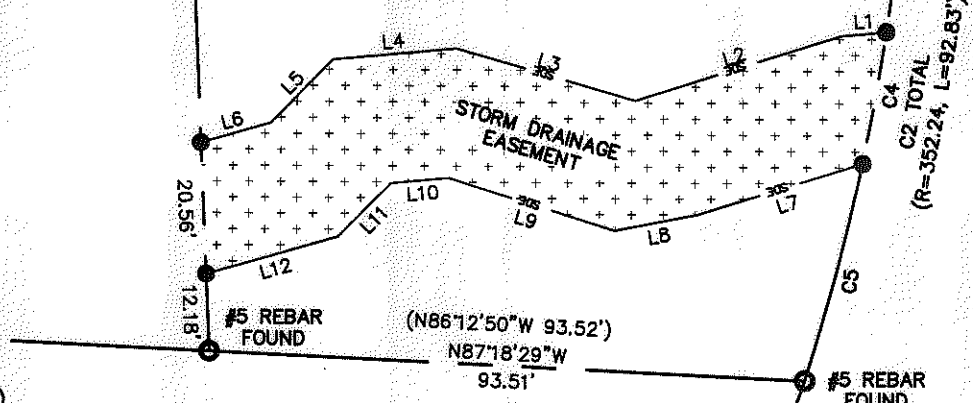 L1
L2
L3
L4
L5
L6
C4
C2 TOTAL
(R=352.24, L=92.83')
STORM DRAINAGE
EASEMENT
20.56'
L7
L8
L9
L10
L11
L12
C5
12.18'
#5 REBAR
FOUND
(N86°12'50"W 93.52')
N87°18'29"W
93.51'
#5 REBAR
FOUND
)